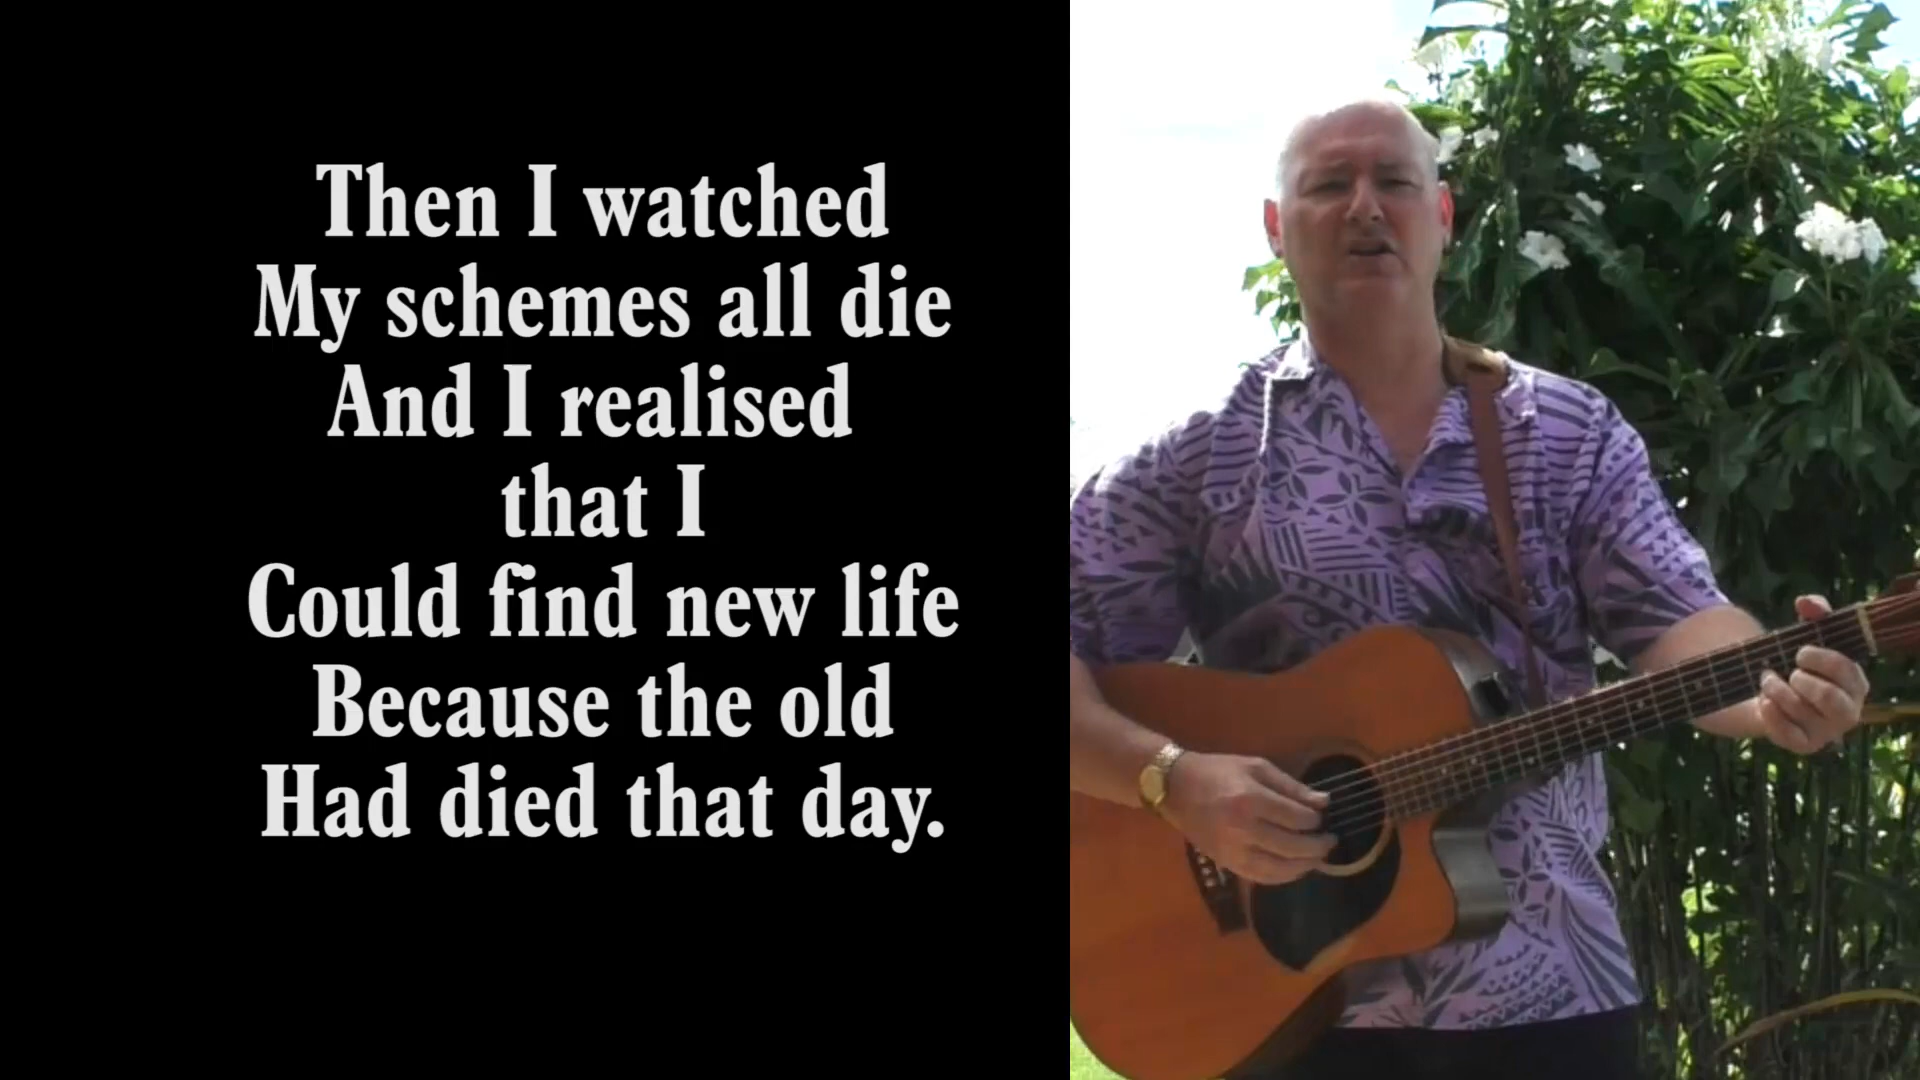 Then I watched
My schemes all die
And I realised
that I
Could find new life
Because the old
Had died that day.